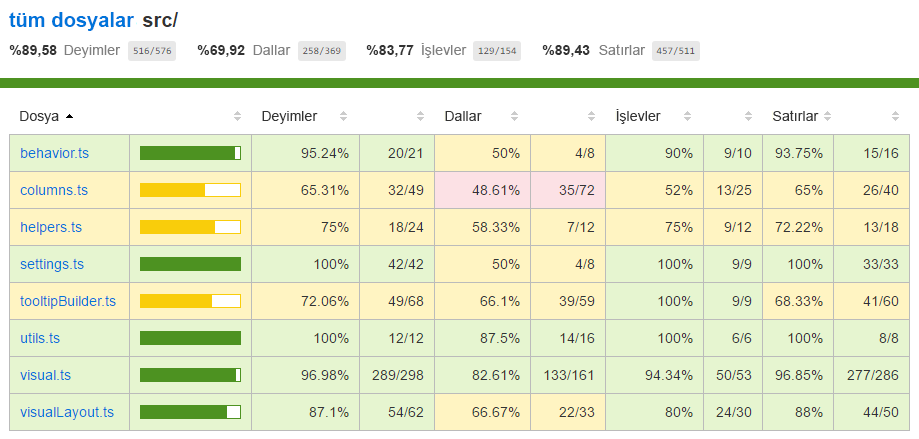 tüm dosyalar src/
%89,58 Deyimler 516/576 %69,92 Dallar 258/369 %83,77 İşlevler 129/154 %89,43 Satırlar 457/511
Dosya Deyimler Dallar İşlevler Satırlar
behavior.ts 95.24% 20/21 50% 4/8 90% 9/10 93.75% 15/16
columns.ts 65.31% 32/49 48.61% 35/72 52% 13/25 65% 26/40
helpers.ts 75% 18/24 58.33% 7/12 75% 9/12 72.22% 13/18
settings.ts 100% 42/42 50% 4/8 100% 9/9 100% 33/33
tooltipBuilder.ts 72.06% 49/68 66.1% 39/59 100% 9/9 68.33% 41/60
utils.ts 100% 12/12 87.5% 14/16 100% 6/6 100% 8/8
visual.ts 96.98% 289/298 82.61% 133/161 94.34% 50/53 96.85% 277/286
visualLayout.ts 87.1% 54/62 66.67% 22/33 80% 24/30 88% 44/50